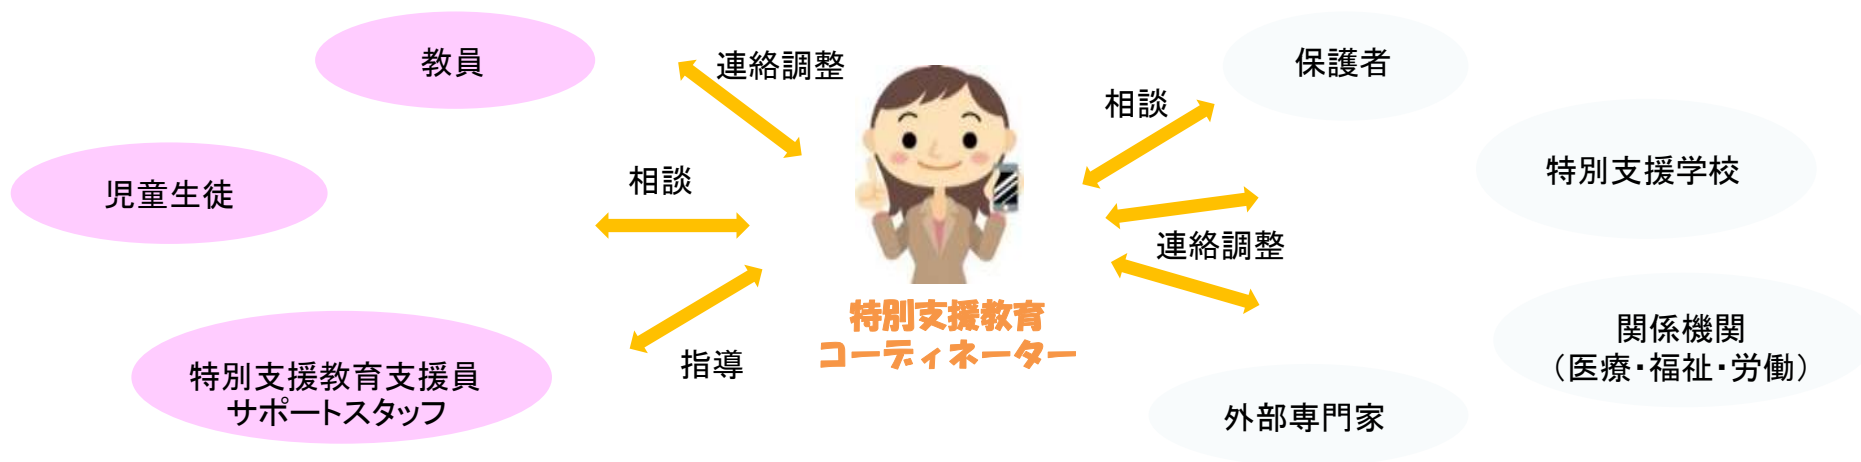 教員
連絡調整
保護者
相談
児童生徒
相談
特別支援学校
連絡調整
特別支援教育
コーディネーター
指導
特別支援教育支援員
サポートスタッフ
関係機関
（医療・福祉・労働）
外部専門家